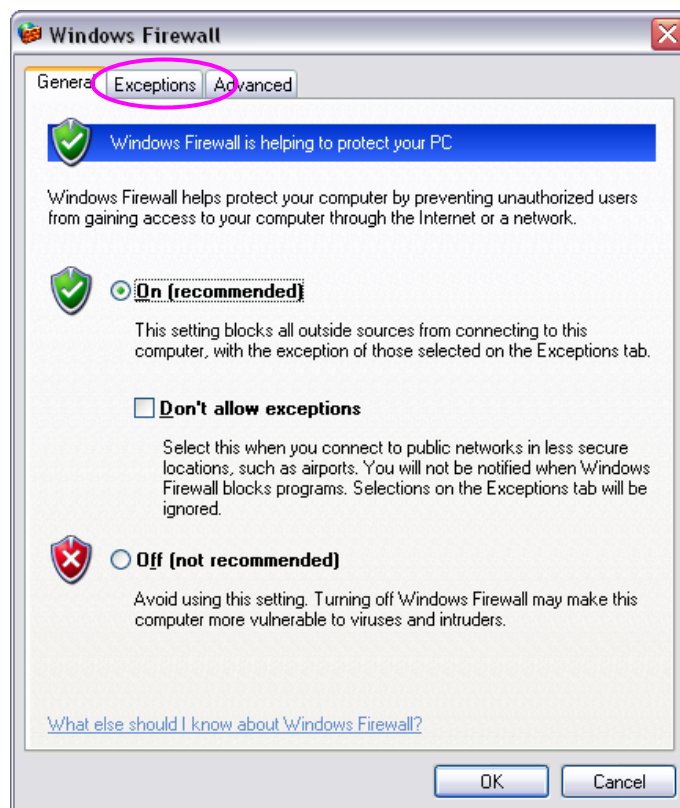 Windows Firewall
General
Exceptions
Advanced
Windows Firewall is helping to protect your PC
Windows Firewall helps protect your computer by preventing unauthorized users
from gaining access to your computer through the Internet or a network.
On (recommended)
This setting blocks all outside sources from connecting to this
computer, with the exception of those selected on the Exceptions tab.
Don't allow exceptions
Select this when you connect to public networks in less secure
locations, such as airports. You will not be notified when Windows
Firewall blocks programs. Selections on the Exceptions tab will be
ignored.
Off (not recommended)
Avoid using this setting. Turning off Windows Firewall may make this
computer more vulnerable to viruses and intruders.
What else should I know about Windows Firewall?
OK
Cancel